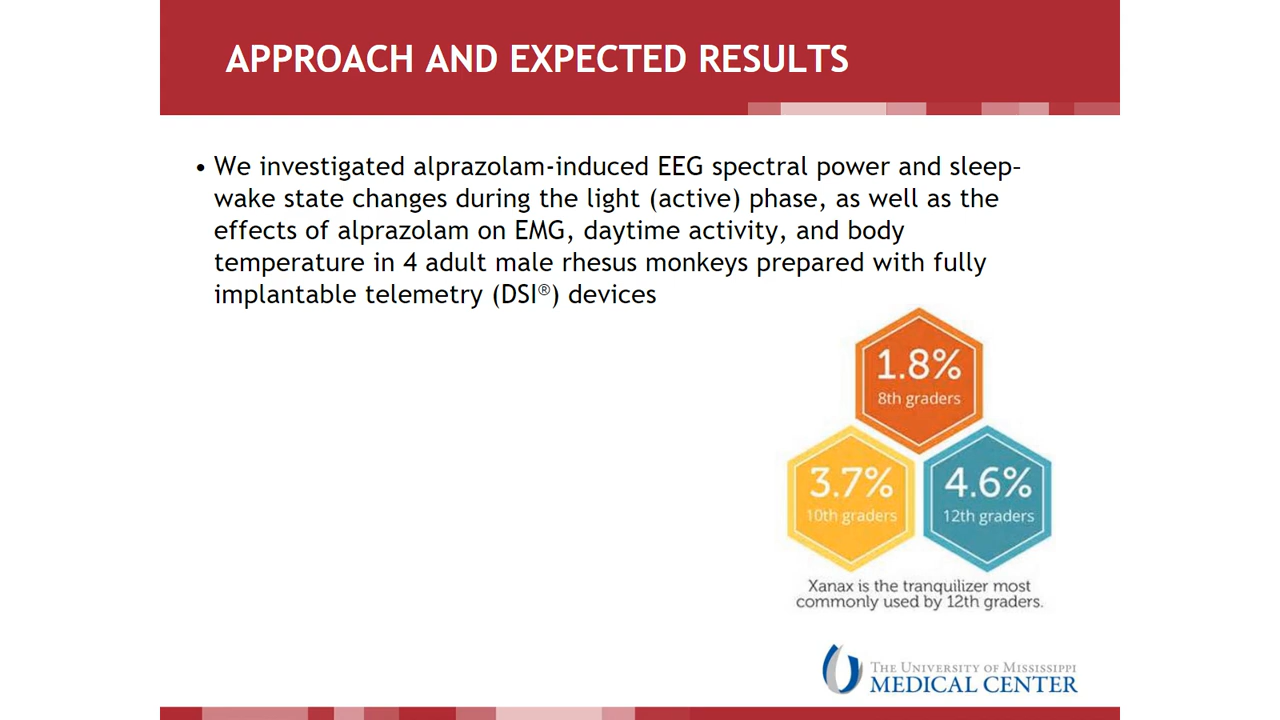 APPROACH AND EXPECTED RESULTS
• We investigated alprazolam-induced EEG spectral power and sleep-
wake state changes during the light (active) phase, as well as the
effects of alprazolam on EMG, daytime activity, and body
temperature in 4 adult male rhesus monkeys prepared with fully
implantable telemetry (DSI®) devices
1.8%
8th graders
3.7%
10th graders
4.6%
12th graders
Xanax is the tranquilizer most
commonly used by 12th graders.
THE UNIVERSITY OF MISSISSIPPI
MEDICAL CENTER